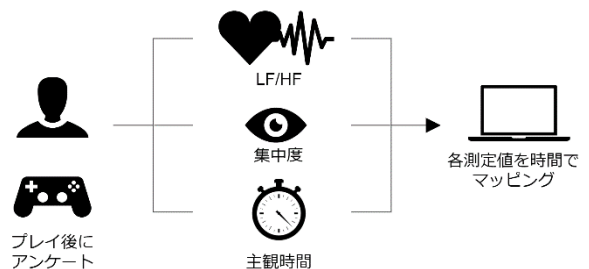 LF/HF
集中度
主観時間
プレイ後に
アンケート
各測定値を時間で
マッピング